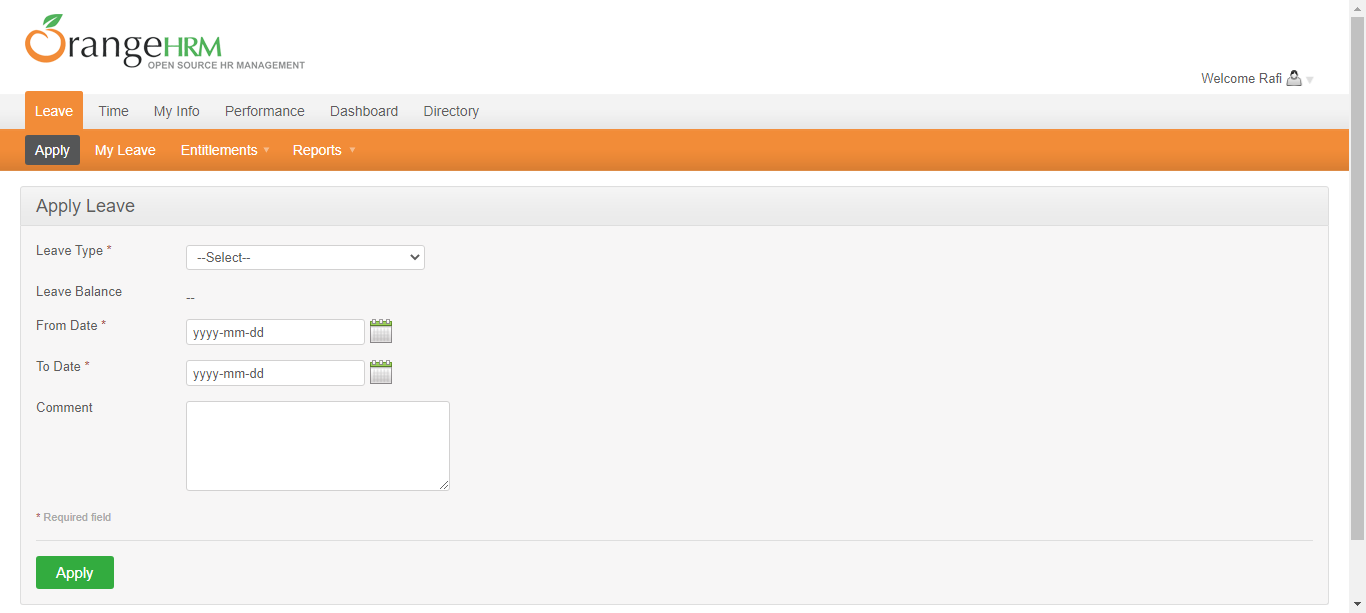 OrangeHRM
OPEN SOURCE HR MANAGEMENT
Welcome Rafi
Leave Time My Info Performance Dashboard Directory
Apply My Leave Entitlements Reports
Apply Leave
Leave Type * --Select--
Leave Balance --
From Date * yyyy-mm-dd
To Date * yyyy-mm-dd
Comment
* Required field
Apply